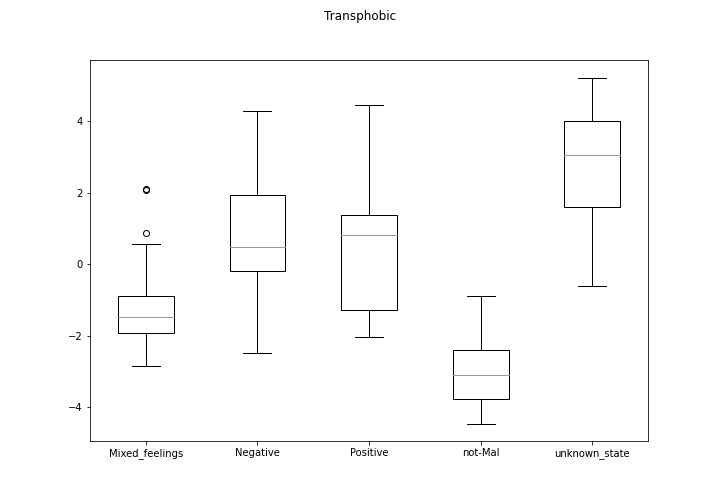 Transphobic
4
2
0
−2
−4
Mixed_feelings Negative Positive not-Mal unknown_state